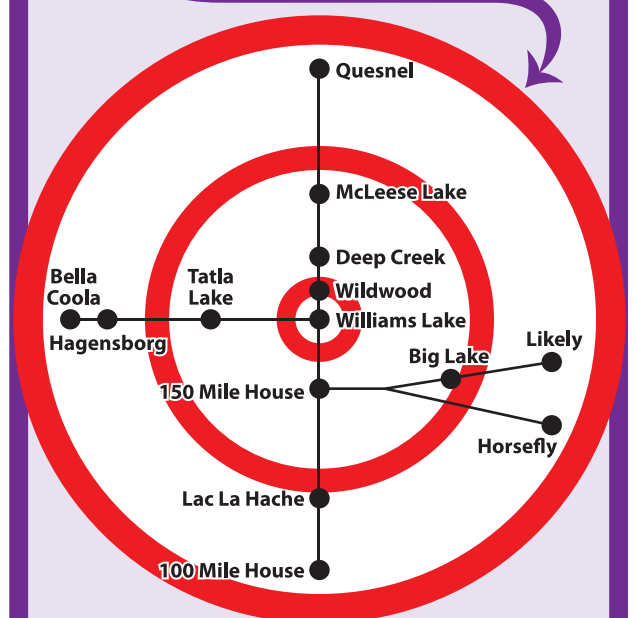 Quesnel
McLeese Lake
Deep Creek
Bella
Coola
Tatla
Lake
Wildwood
Williams Lake
Hagensborg
Likely
Big Lake
150 Mile House
Horsefly
Lac La Hache
100 Mile House